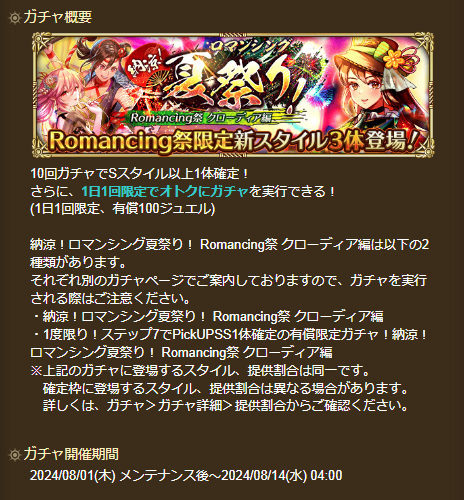 ガチャ概要
ロマンシング
納涼!
夏祭り!
Romancing祭 クローディア編
Romancing祭限定新スタイル3体登場!
10回ガチャでSスタイル以上1体確定！
さらに、1日1回限定でオトクにガチャを実行できる！
(1日1回限定、有償100ジュエル)
納涼！ロマンシング夏祭り！ Romancing祭 クローディア編は以下の2
種類があります。
それぞれ別のガチャページでご案内しておりますので、ガチャを実行
される際はご注意ください。
・納涼！ロマンシング夏祭り！ Romancing祭 クローディア編
・1度限り！ステップ7でPickUPSS1体確定の有償限定ガチャ！納涼！
ロマンシング夏祭り！ Romancing祭 クローディア編
※上記のガチャに登場するスタイル、提供割合は同一です。
確定枠に登場するスタイル、提供割合は異なる場合があります。
詳しくは、ガチャ＞ガチャ詳細＞提供割合からご確認ください。
ガチャ開催期間
2024/08/01(木) メンテナンス後～2024/08/14(水) 04:00